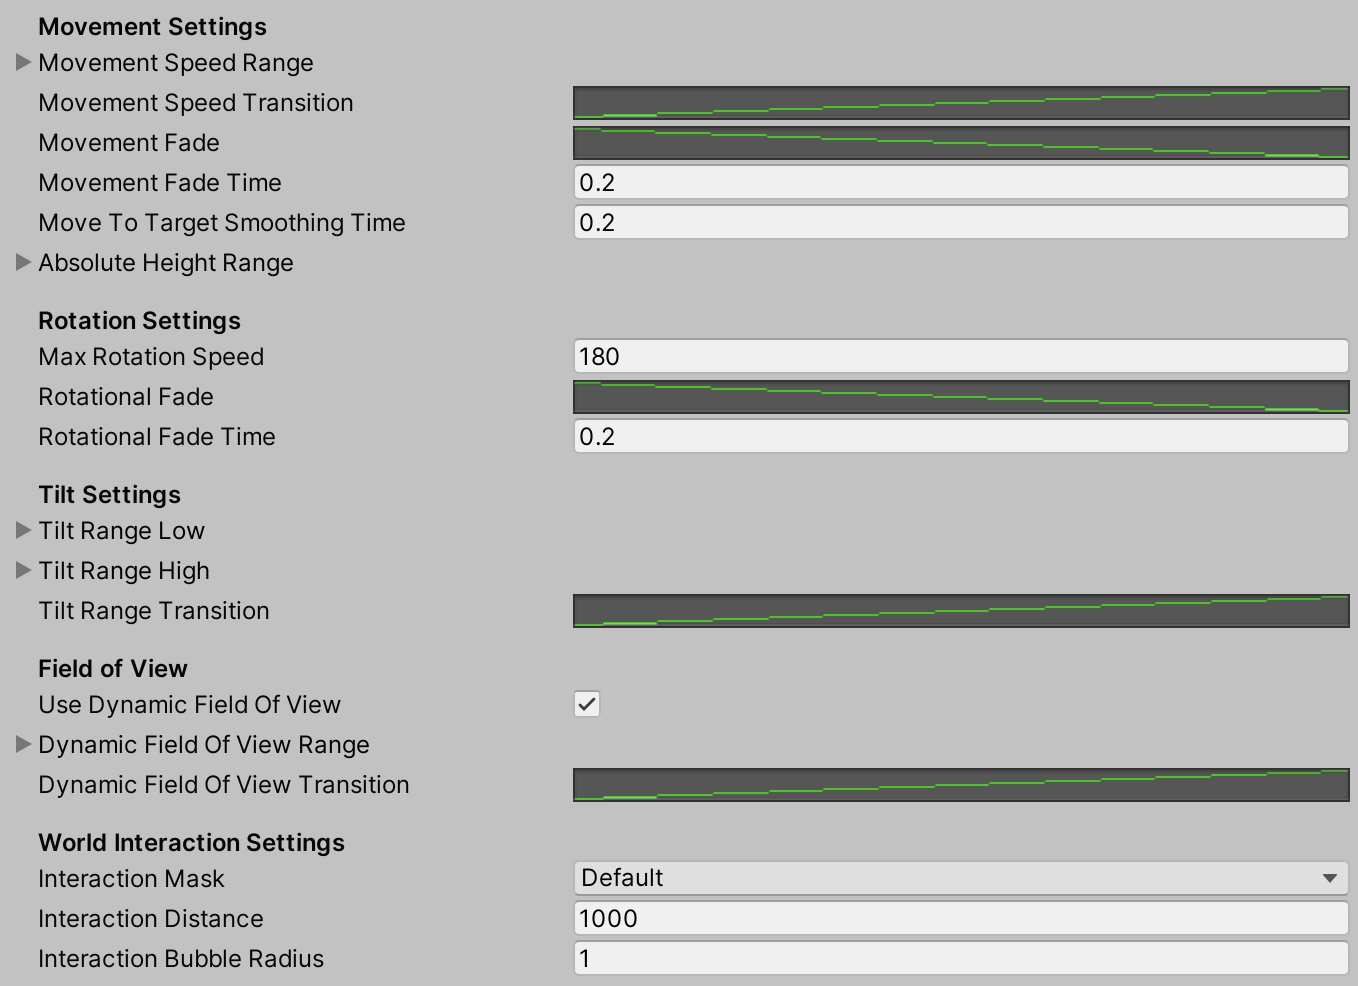 Movement Settings
Movement Speed Range
Movement Speed Transition
Movement Fade
Movement Fade Time 0.2
Move To Target Smoothing Time 0.2
Absolute Height Range
Rotation Settings
Max Rotation Speed 180
Rotational Fade
Rotational Fade Time 0.2
Tilt Settings
Tilt Range Low
Tilt Range High
Tilt Range Transition
Field of View
Use Dynamic Field Of View
Dynamic Field Of View Range
Dynamic Field Of View Transition
World Interaction Settings
Interaction Mask Default
Interaction Distance 1000
Interaction Bubble Radius 1